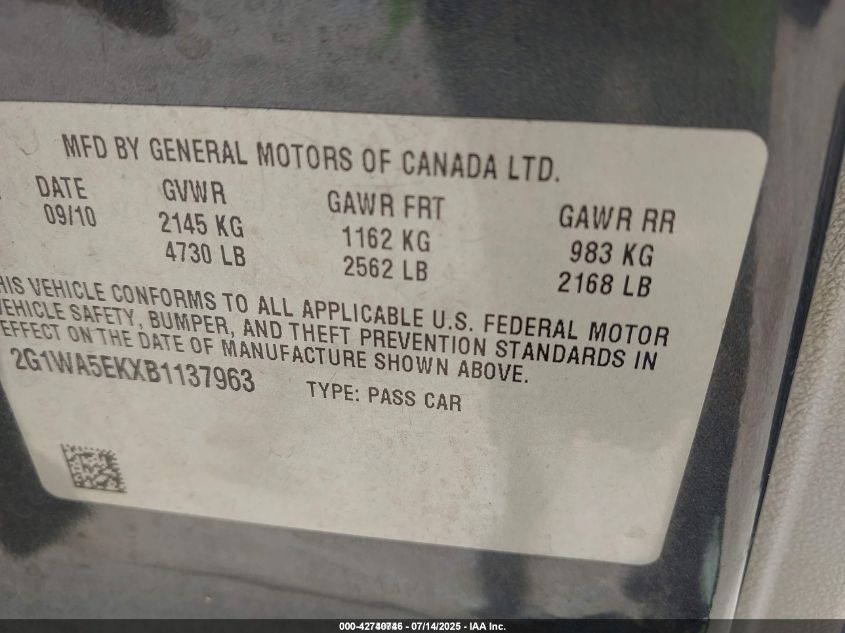 MFD BY GENERAL MOTORS OF CANADA LTD.
DATE GVWR GAWR FRT GAWR RR
09/10 2145 KG 1162 KG 983 KG
4730 LB 2562 LB 2168 LB
HIS VEHICLE CONFORMS TO ALL APPLICABLE U.S. FEDERAL MOTOR
VEHICLE SAFETY, BUMPER, AND THEFT PREVENTION STANDARDS IN
EFFECT ON THE DATE OF MANUFACTURE SHOWN ABOVE.
2G1WA5EKXB1137963 TYPE: PASS CAR
07/14/2025 - IAA Inc.